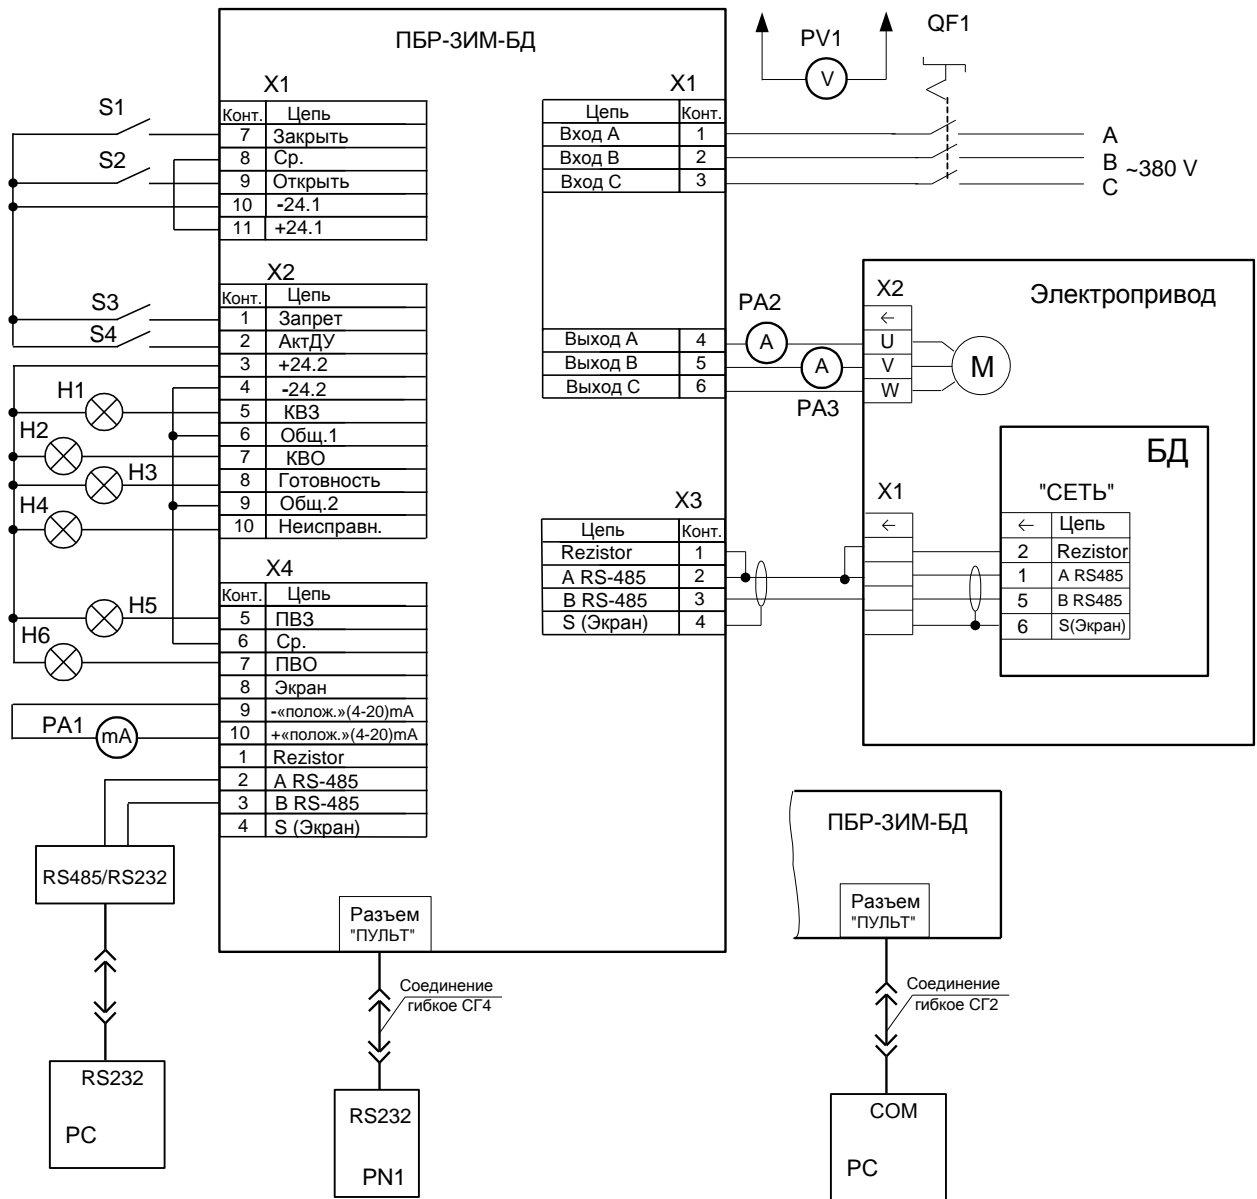 ПБР-3ИМ-БД
PV1
V
QF1
X1
Конт. Цепь
7 Закрыть
8 Ср.
9 Открыть
10 -24.1
11 +24.1
S1
S2
X1
Цепь Конт.
Вход А 1
Вход В 2
Вход С 3
Выход А 4
Выход В 5
Выход С 6
A
B
C
~380 V
X2
Конт. Цепь
1 Запрет
2 АктДУ
3 +24.2
4 -24.2
5 КВЗ
6 Общ.1
7 КВО
8 Готовность
9 Общ.2
10 Неисправн.
S3
S4
H1
H2
H3
H4
PA2
A
A
PA3
Электропривод
X2
←
U
V
W
M
X1
←
БД
"СЕТЬ"
← Цепь
2 Rezistor
1 A RS485
5 B RS485
6 S(Экран)
X3
Цепь Конт.
Rezistor 1
A RS-485 2
B RS-485 3
S (Экран) 4
X4
Конт. Цепь
5 ПВЗ
6 Ср.
7 ПВО
8 Экран
9 -«полож.»(4-20)mA
10 +«полож.»(4-20)mA
1 Rezistor
2 A RS-485
3 B RS-485
4 S (Экран)
H5
H6
PA1
mA
RS485/RS232
RS232
PC
Разъем
"ПУЛЬТ"
Соединение
гибкое СГ4
RS232
PN1
ПБР-3ИМ-БД
Разъем
"ПУЛЬТ"
Соединение
гибкое СГ2
COM
PC